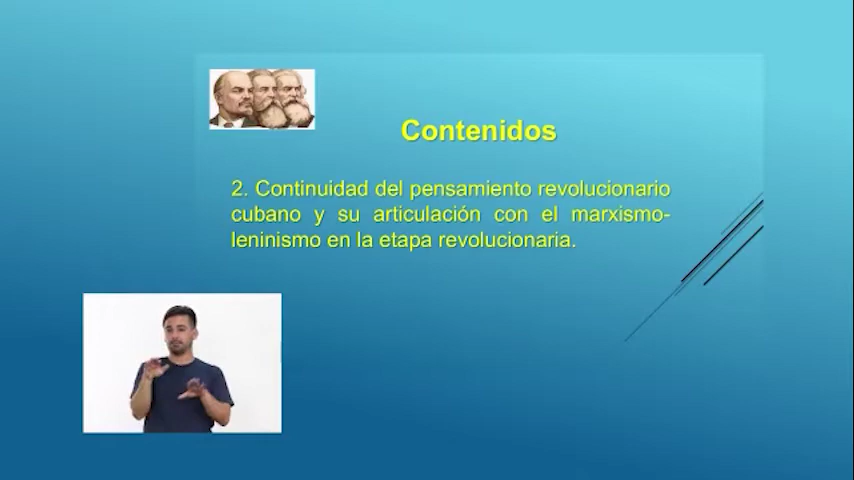 Contenidos
2. Continuidad del pensamiento revolucionario
cubano y su articulación con el marxismo-
leninismo en la etapa revolucionaria.